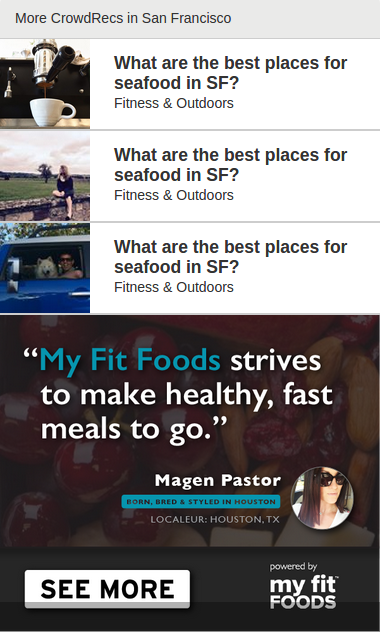 More CrowdRecs in San Francisco
What are the best places for
seafood in SF?
Fitness & Outdoors
What are the best places for
seafood in SF?
Fitness & Outdoors
What are the best places for
seafood in SF?
Fitness & Outdoors
“My Fit Foods strives
to make healthy, fast
meals to go.”
Magen Pastor
BORN, BRED & STYLED IN HOUSTON
LOCALEUR: HOUSTON, TX
SEE MORE
powered by
my fit
FOODS